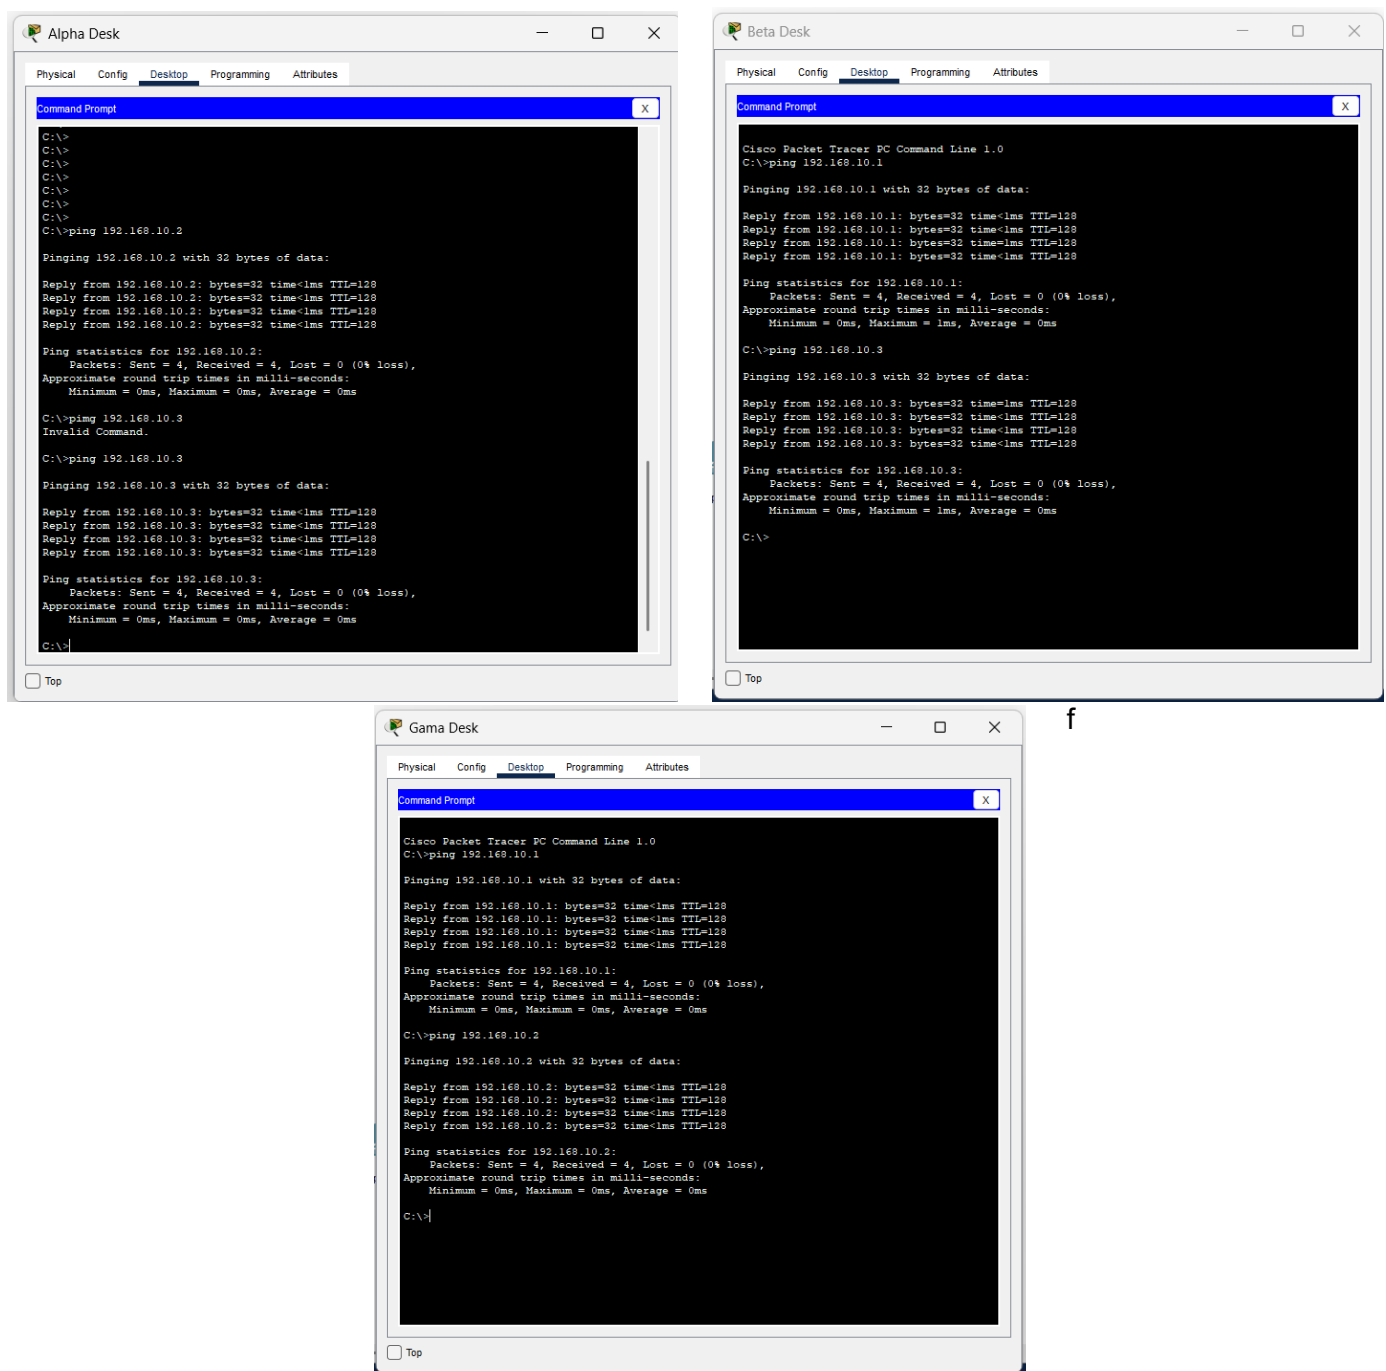 Alpha Desk
Physical Config Desktop Programming Attributes
Command Prompt X
C:\>
C:\>
C:\>
C:\>
C:\>
C:\>
C:\>
C:\>ping 192.168.10.2
Pinging 192.168.10.2 with 32 bytes of data:
Reply from 192.168.10.2: bytes=32 time<1ms TTL=128
Reply from 192.168.10.2: bytes=32 time<1ms TTL=128
Reply from 192.168.10.2: bytes=32 time<1ms TTL=128
Reply from 192.168.10.2: bytes=32 time<1ms TTL=128
Ping statistics for 192.168.10.2:
Packets: Sent = 4, Received = 4, Lost = 0 (0% loss),
Approximate round trip times in milli-seconds:
Minimum = 0ms, Maximum = 0ms, Average = 0ms
C:\>pimg 192.168.10.3
Invalid Command.
C:\>ping 192.168.10.3
Pinging 192.168.10.3 with 32 bytes of data:
Reply from 192.168.10.3: bytes=32 time<1ms TTL=128
Reply from 192.168.10.3: bytes=32 time<1ms TTL=128
Reply from 192.168.10.3: bytes=32 time<1ms TTL=128
Reply from 192.168.10.3: bytes=32 time<1ms TTL=128
Ping statistics for 192.168.10.3:
Packets: Sent = 4, Received = 4, Lost = 0 (0% loss),
Approximate round trip times in milli-seconds:
Minimum = 0ms, Maximum = 0ms, Average = 0ms
C:\>
Top
Beta Desk
Physical Config Desktop Programming Attributes
Command Prompt X
Cisco Packet Tracer PC Command Line 1.0
C:\>ping 192.168.10.1
Pinging 192.168.10.1 with 32 bytes of data:
Reply from 192.168.10.1: bytes=32 time<1ms TTL=128
Reply from 192.168.10.1: bytes=32 time<1ms TTL=128
Reply from 192.168.10.1: bytes=32 time=1ms TTL=128
Reply from 192.168.10.1: bytes=32 time<1ms TTL=128
Ping statistics for 192.168.10.1:
Packets: Sent = 4, Received = 4, Lost = 0 (0% loss),
Approximate round trip times in milli-seconds:
Minimum = 0ms, Maximum = 1ms, Average = 0ms
C:\>ping 192.168.10.3
Pinging 192.168.10.3 with 32 bytes of data:
Reply from 192.168.10.3: bytes=32 time=1ms TTL=128
Reply from 192.168.10.3: bytes=32 time<1ms TTL=128
Reply from 192.168.10.3: bytes=32 time<1ms TTL=128
Reply from 192.168.10.3: bytes=32 time<1ms TTL=128
Ping statistics for 192.168.10.3:
Packets: Sent = 4, Received = 4, Lost = 0 (0% loss),
Approximate round trip times in milli-seconds:
Minimum = 0ms, Maximum = 1ms, Average = 0ms
C:\>
Top
f
Gama Desk
Physical Config Desktop Programming Attributes
Command Prompt X
Cisco Packet Tracer PC Command Line 1.0
C:\>ping 192.168.10.1
Pinging 192.168.10.1 with 32 bytes of data:
Reply from 192.168.10.1: bytes=32 time<1ms TTL=128
Reply from 192.168.10.1: bytes=32 time<1ms TTL=128
Reply from 192.168.10.1: bytes=32 time<1ms TTL=128
Reply from 192.168.10.1: bytes=32 time<1ms TTL=128
Ping statistics for 192.168.10.1:
Packets: Sent = 4, Received = 4, Lost = 0 (0% loss),
Approximate round trip times in milli-seconds:
Minimum = 0ms, Maximum = 0ms, Average = 0ms
C:\>ping 192.168.10.2
Pinging 192.168.10.2 with 32 bytes of data:
Reply from 192.168.10.2: bytes=32 time<1ms TTL=128
Reply from 192.168.10.2: bytes=32 time<1ms TTL=128
Reply from 192.168.10.2: bytes=32 time<1ms TTL=128
Reply from 192.168.10.2: bytes=32 time<1ms TTL=128
Ping statistics for 192.168.10.2:
Packets: Sent = 4, Received = 4, Lost = 0 (0% loss),
Approximate round trip times in milli-seconds:
Minimum = 0ms, Maximum = 0ms, Average = 0ms
C:\>
Top